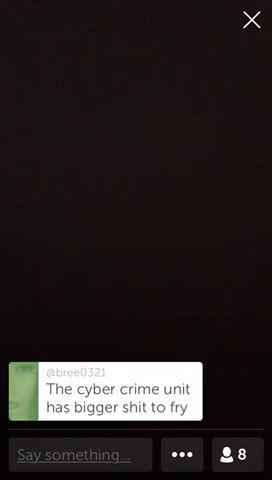 @bree0321
The cyber crime unit
has bigger shit to fry
Say something...
8